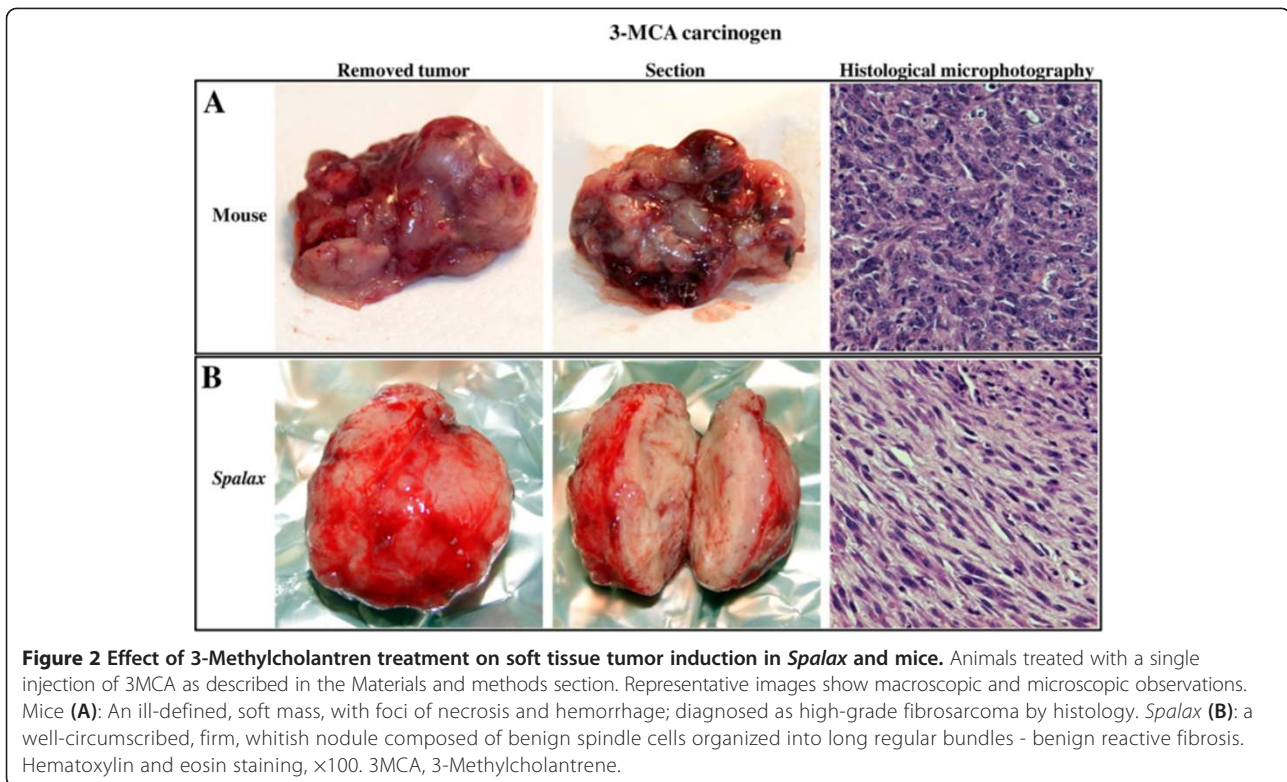 3-MCA carcinogen
Removed tumor Section Histological microphotography
A
Mouse
B
Spalax
Figure 2 Effect of 3-Methylcholantren treatment on soft tissue tumor induction in Spalax and mice. Animals treated with a single
injection of 3MCA as described in the Materials and methods section. Representative images show macroscopic and microscopic observations.
Mice (A): An ill-defined, soft mass, with foci of necrosis and hemorrhage; diagnosed as high-grade fibrosarcoma by histology. Spalax (B): a
well-circumscribed, firm, whitish nodule composed of benign spindle cells organized into long regular bundles - benign reactive fibrosis.
Hematoxylin and eosin staining, ×100. 3MCA, 3-Methylcholantrene.